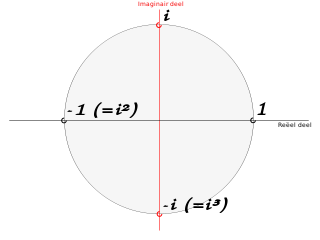 Imaginair deel
i
-1 (=i²)
1
Reëel deel
-i (=i³)